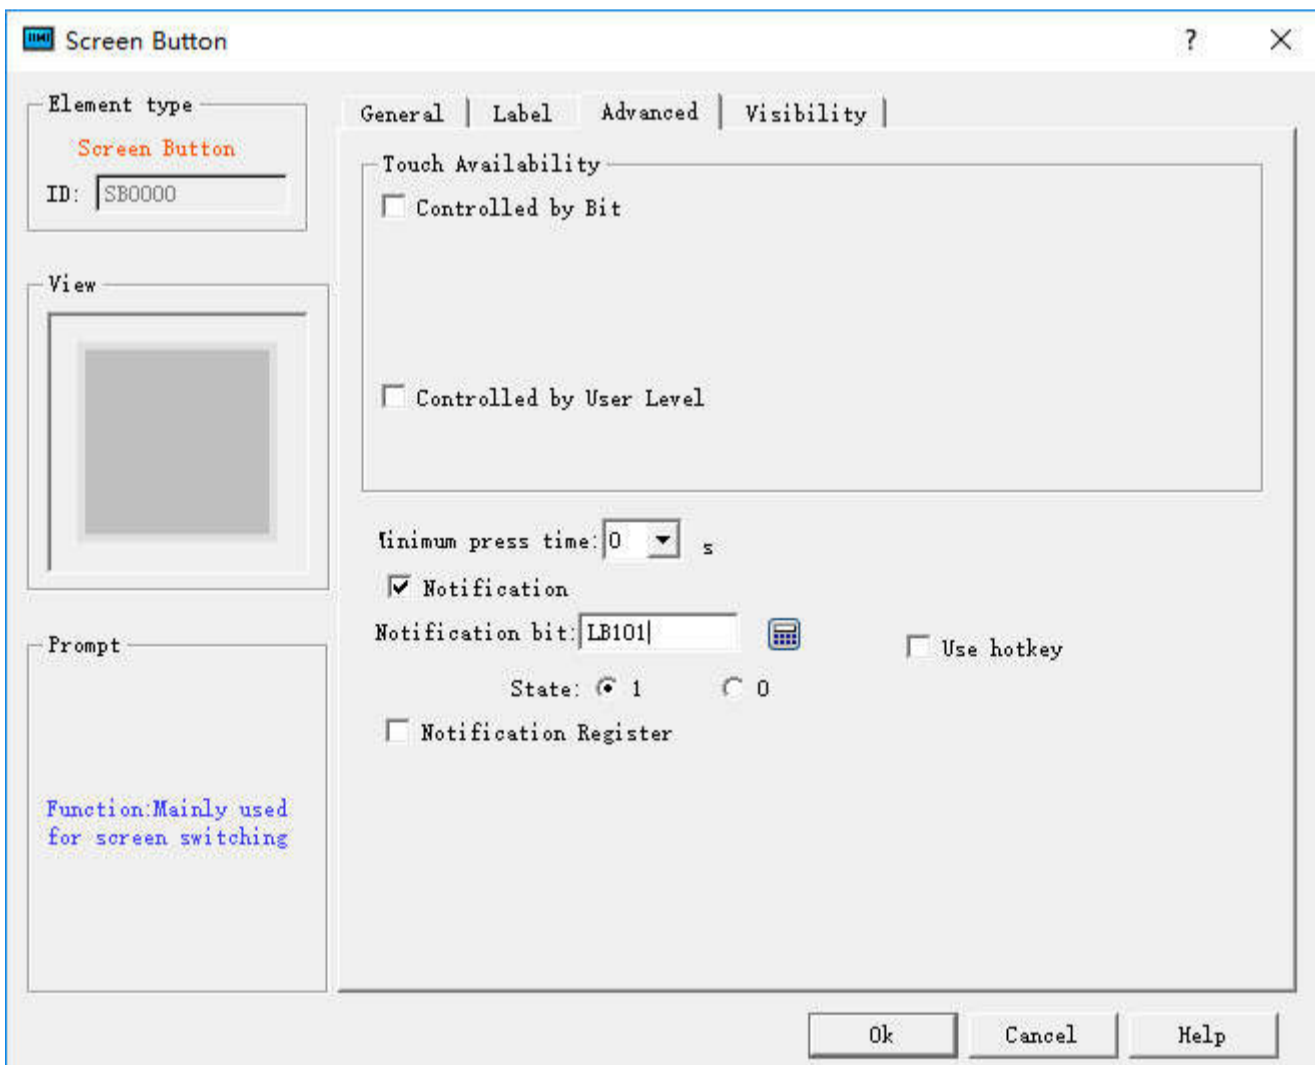 Screen Button
?
Element type
Screen Button
ID: SB0000
View
Prompt
Function:Mainly used
for screen switching
General Label Advanced Visibility
Touch Availability
Controlled by Bit
Controlled by User Level
Minimum press time: 0 s
Notification
Notification bit: LB101
Use hotkey
State: 1 0
Notification Register
Ok Cancel Help